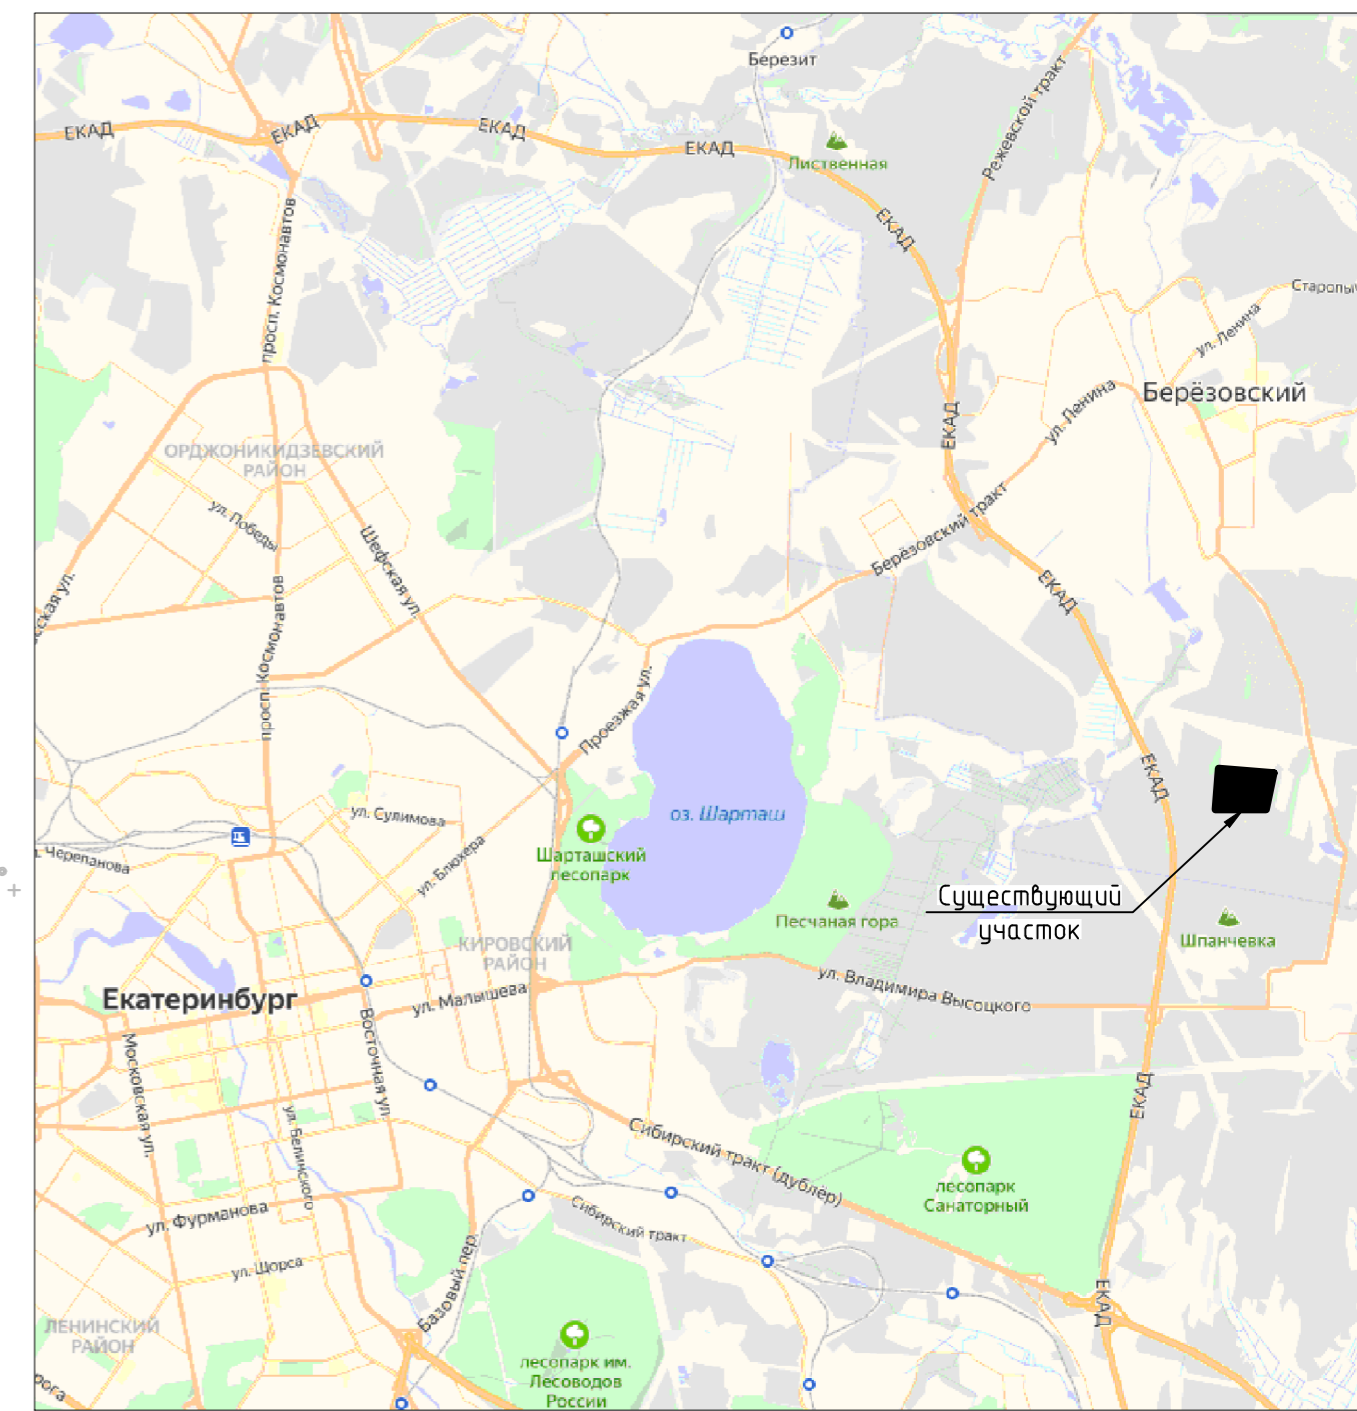 Березит
Режевской тракт
ЕКАД
ЕКАД
ЕКАД
ЕКАД
Лиственная
ЕКАД
просп. Космонавтов
ул. Ленина
Берёзовский
ул. Ленина
ЕКАД
ОРДЖОНИКИДЗЕВСКИЙ
РАЙОН
ул. Победы
Шефская ул.
Берёзовский тракт
ЕКАД
просп. Космонавтов
Проезжая ул.
ЕКАД
ул. Сулимова
оз. Шарташ
ул. Блюхера
Шарташский
лесопарк
Черепанова
Существующий
участок
Песчаная гора
Шпанчевка
КИРОВСКИЙ
РАЙОН
ул. Владимира Высоцкого
Екатеринбург
ул. Малышева
Восточная ул.
Московская ул.
ул. Белинского
ЕКАД
Сибирский тракт (дублёр)
лесопарк
Санаторный
ул. Фурманова
Сибирский тракт
ул. Щорса
Базовый пер.
ЕКАД
ЛЕНИНСКИЙ
РАЙОН
лесопарк им.
Лесоводов
России